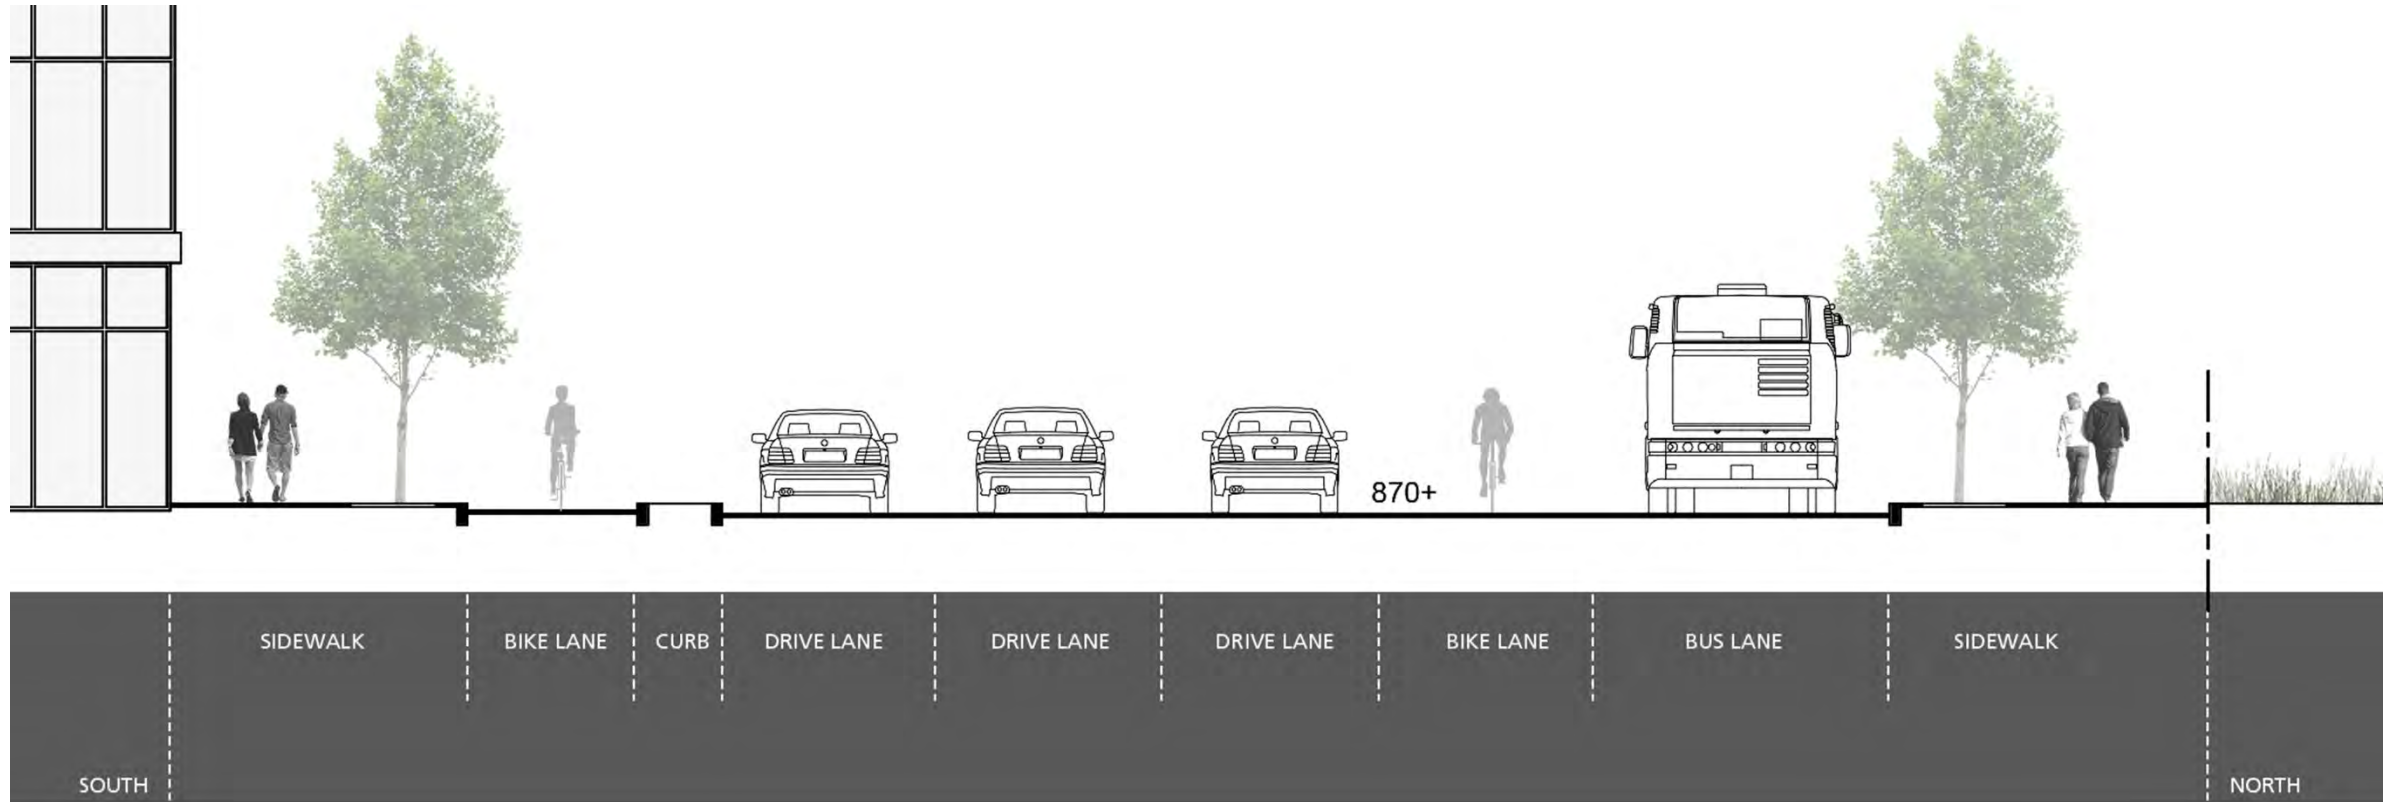 870+
SIDEWALK
BIKE LANE
CURB
DRIVE LANE
DRIVE LANE
DRIVE LANE
BIKE LANE
BUS LANE
SIDEWALK
SOUTH
NORTH